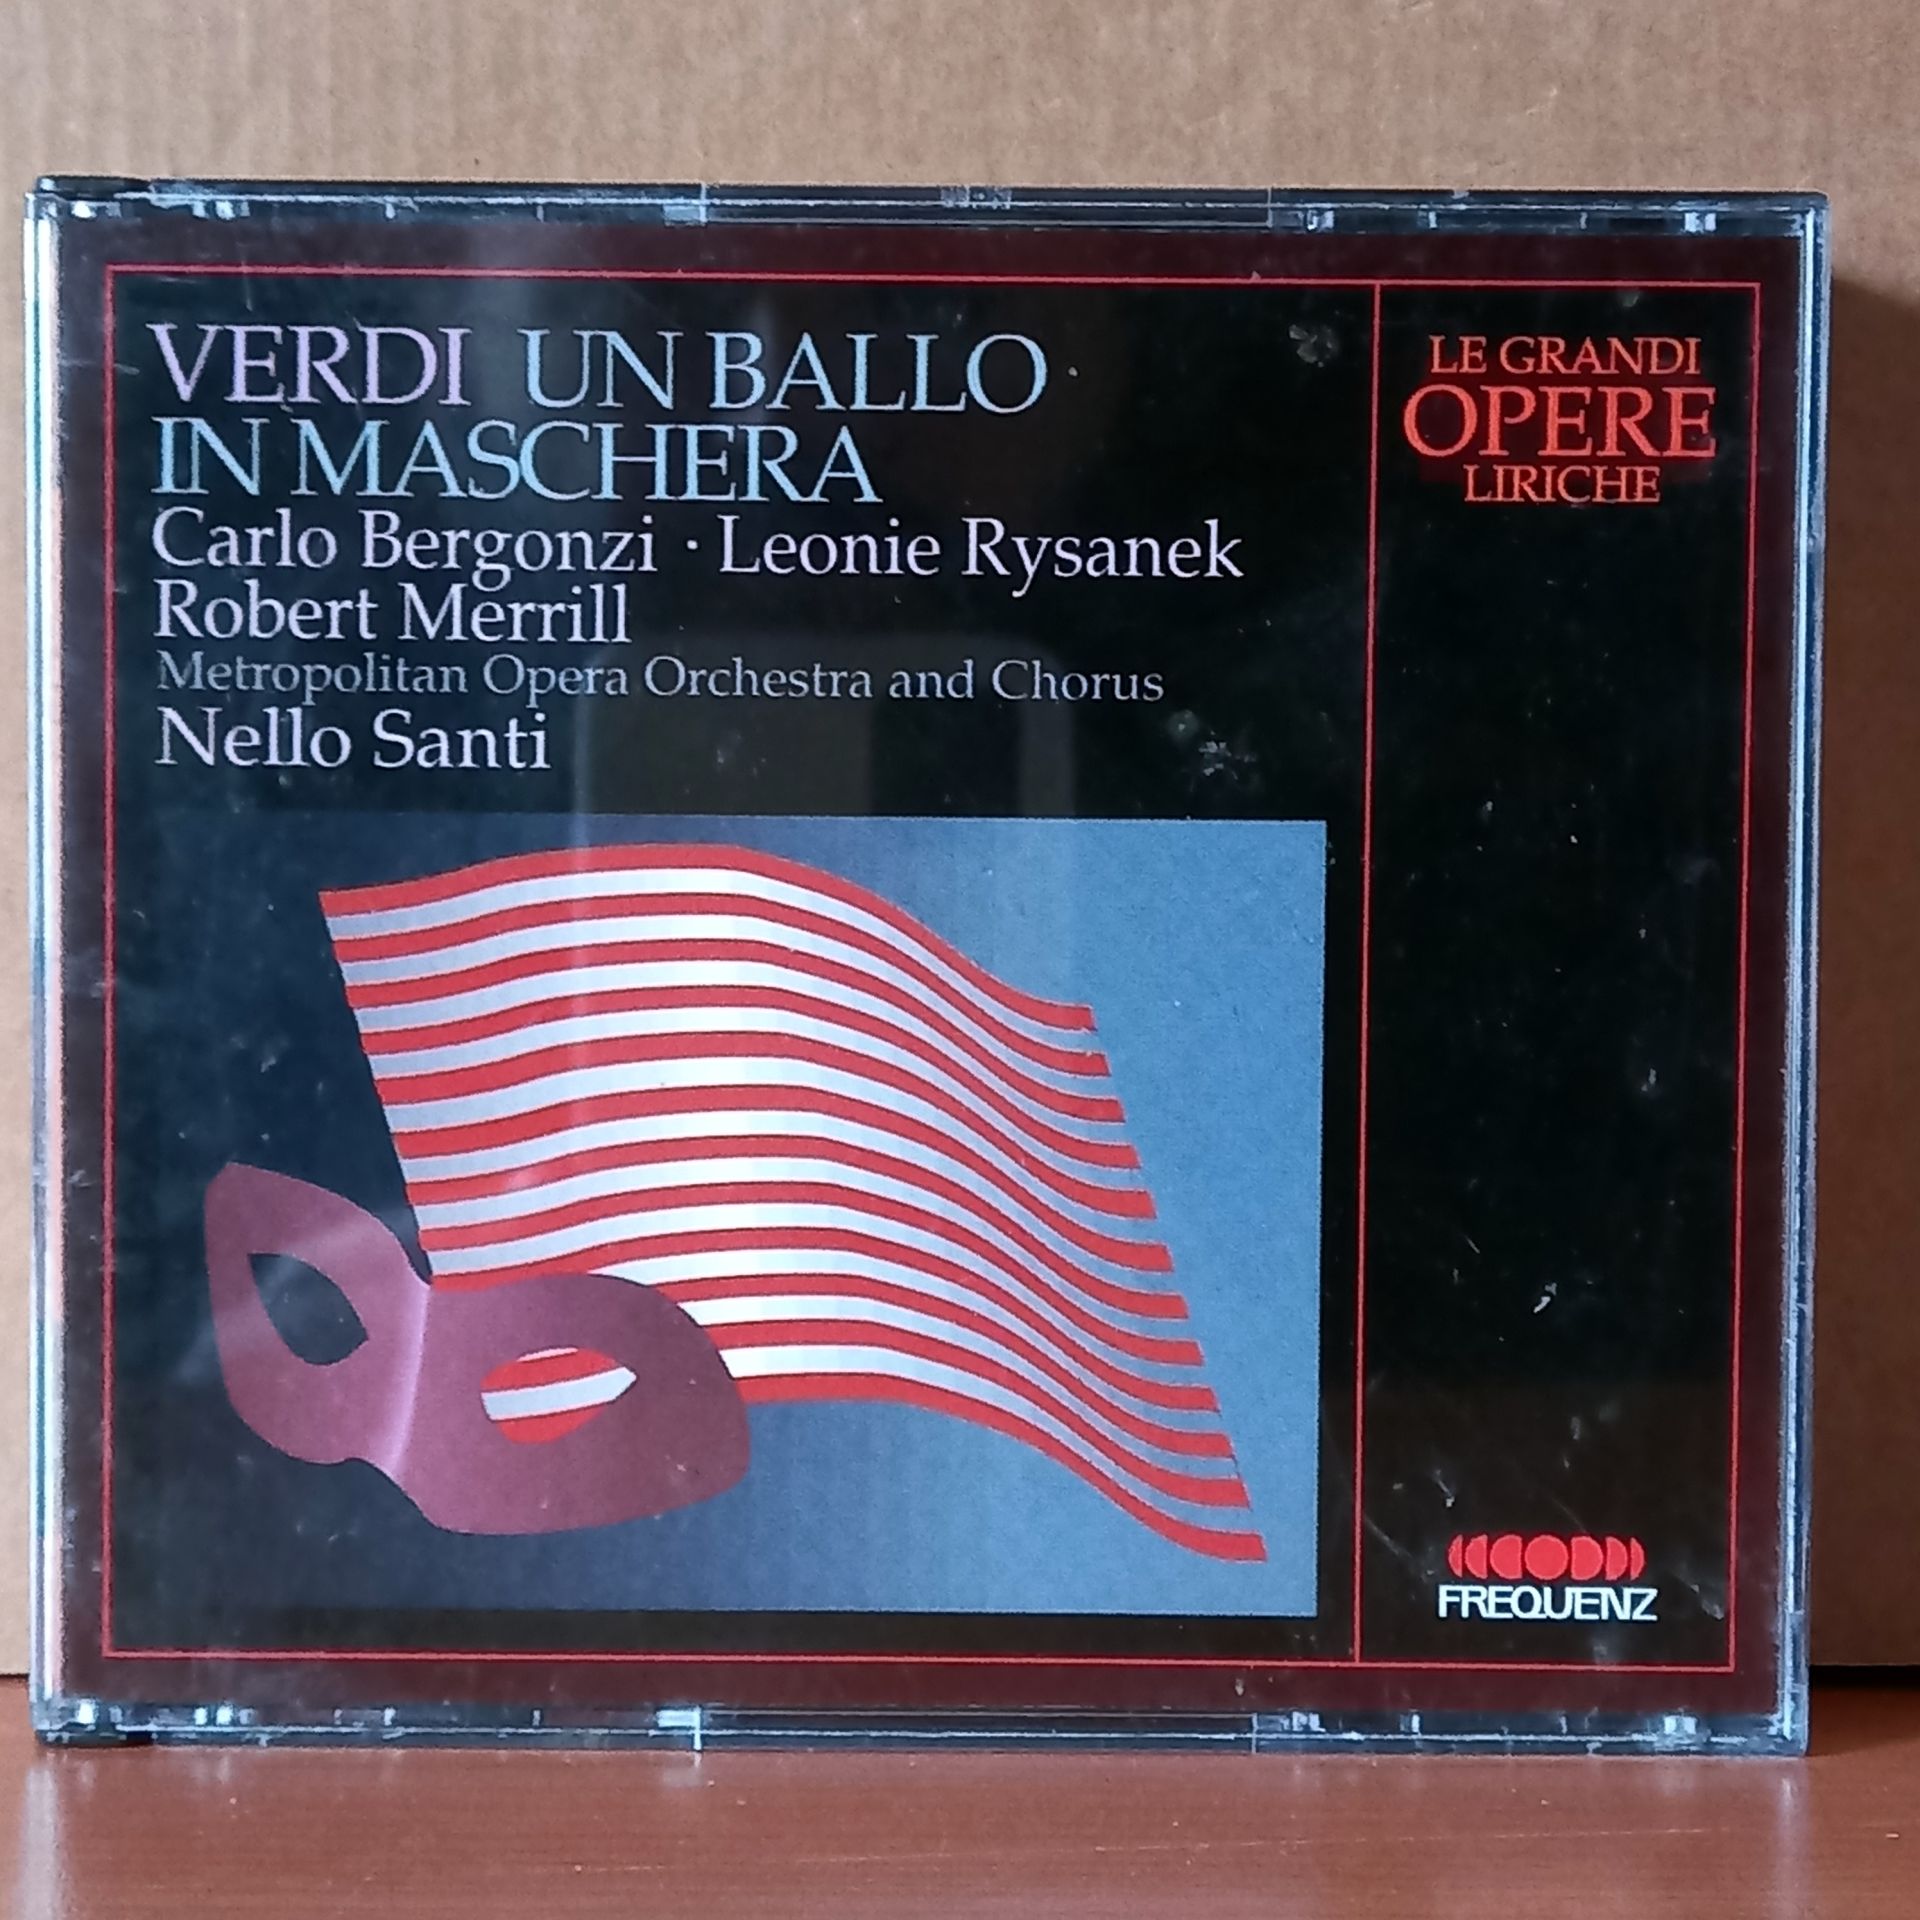 VERDI UN BALLO
IN MASCHERA
Carlo Bergonzi · Leonie Rysanek
Robert Merrill
Metropolitan Opera Orchestra and Chorus
Nello Santi
LE GRANDI
OPERE
LIRICHE
FREQUENZ